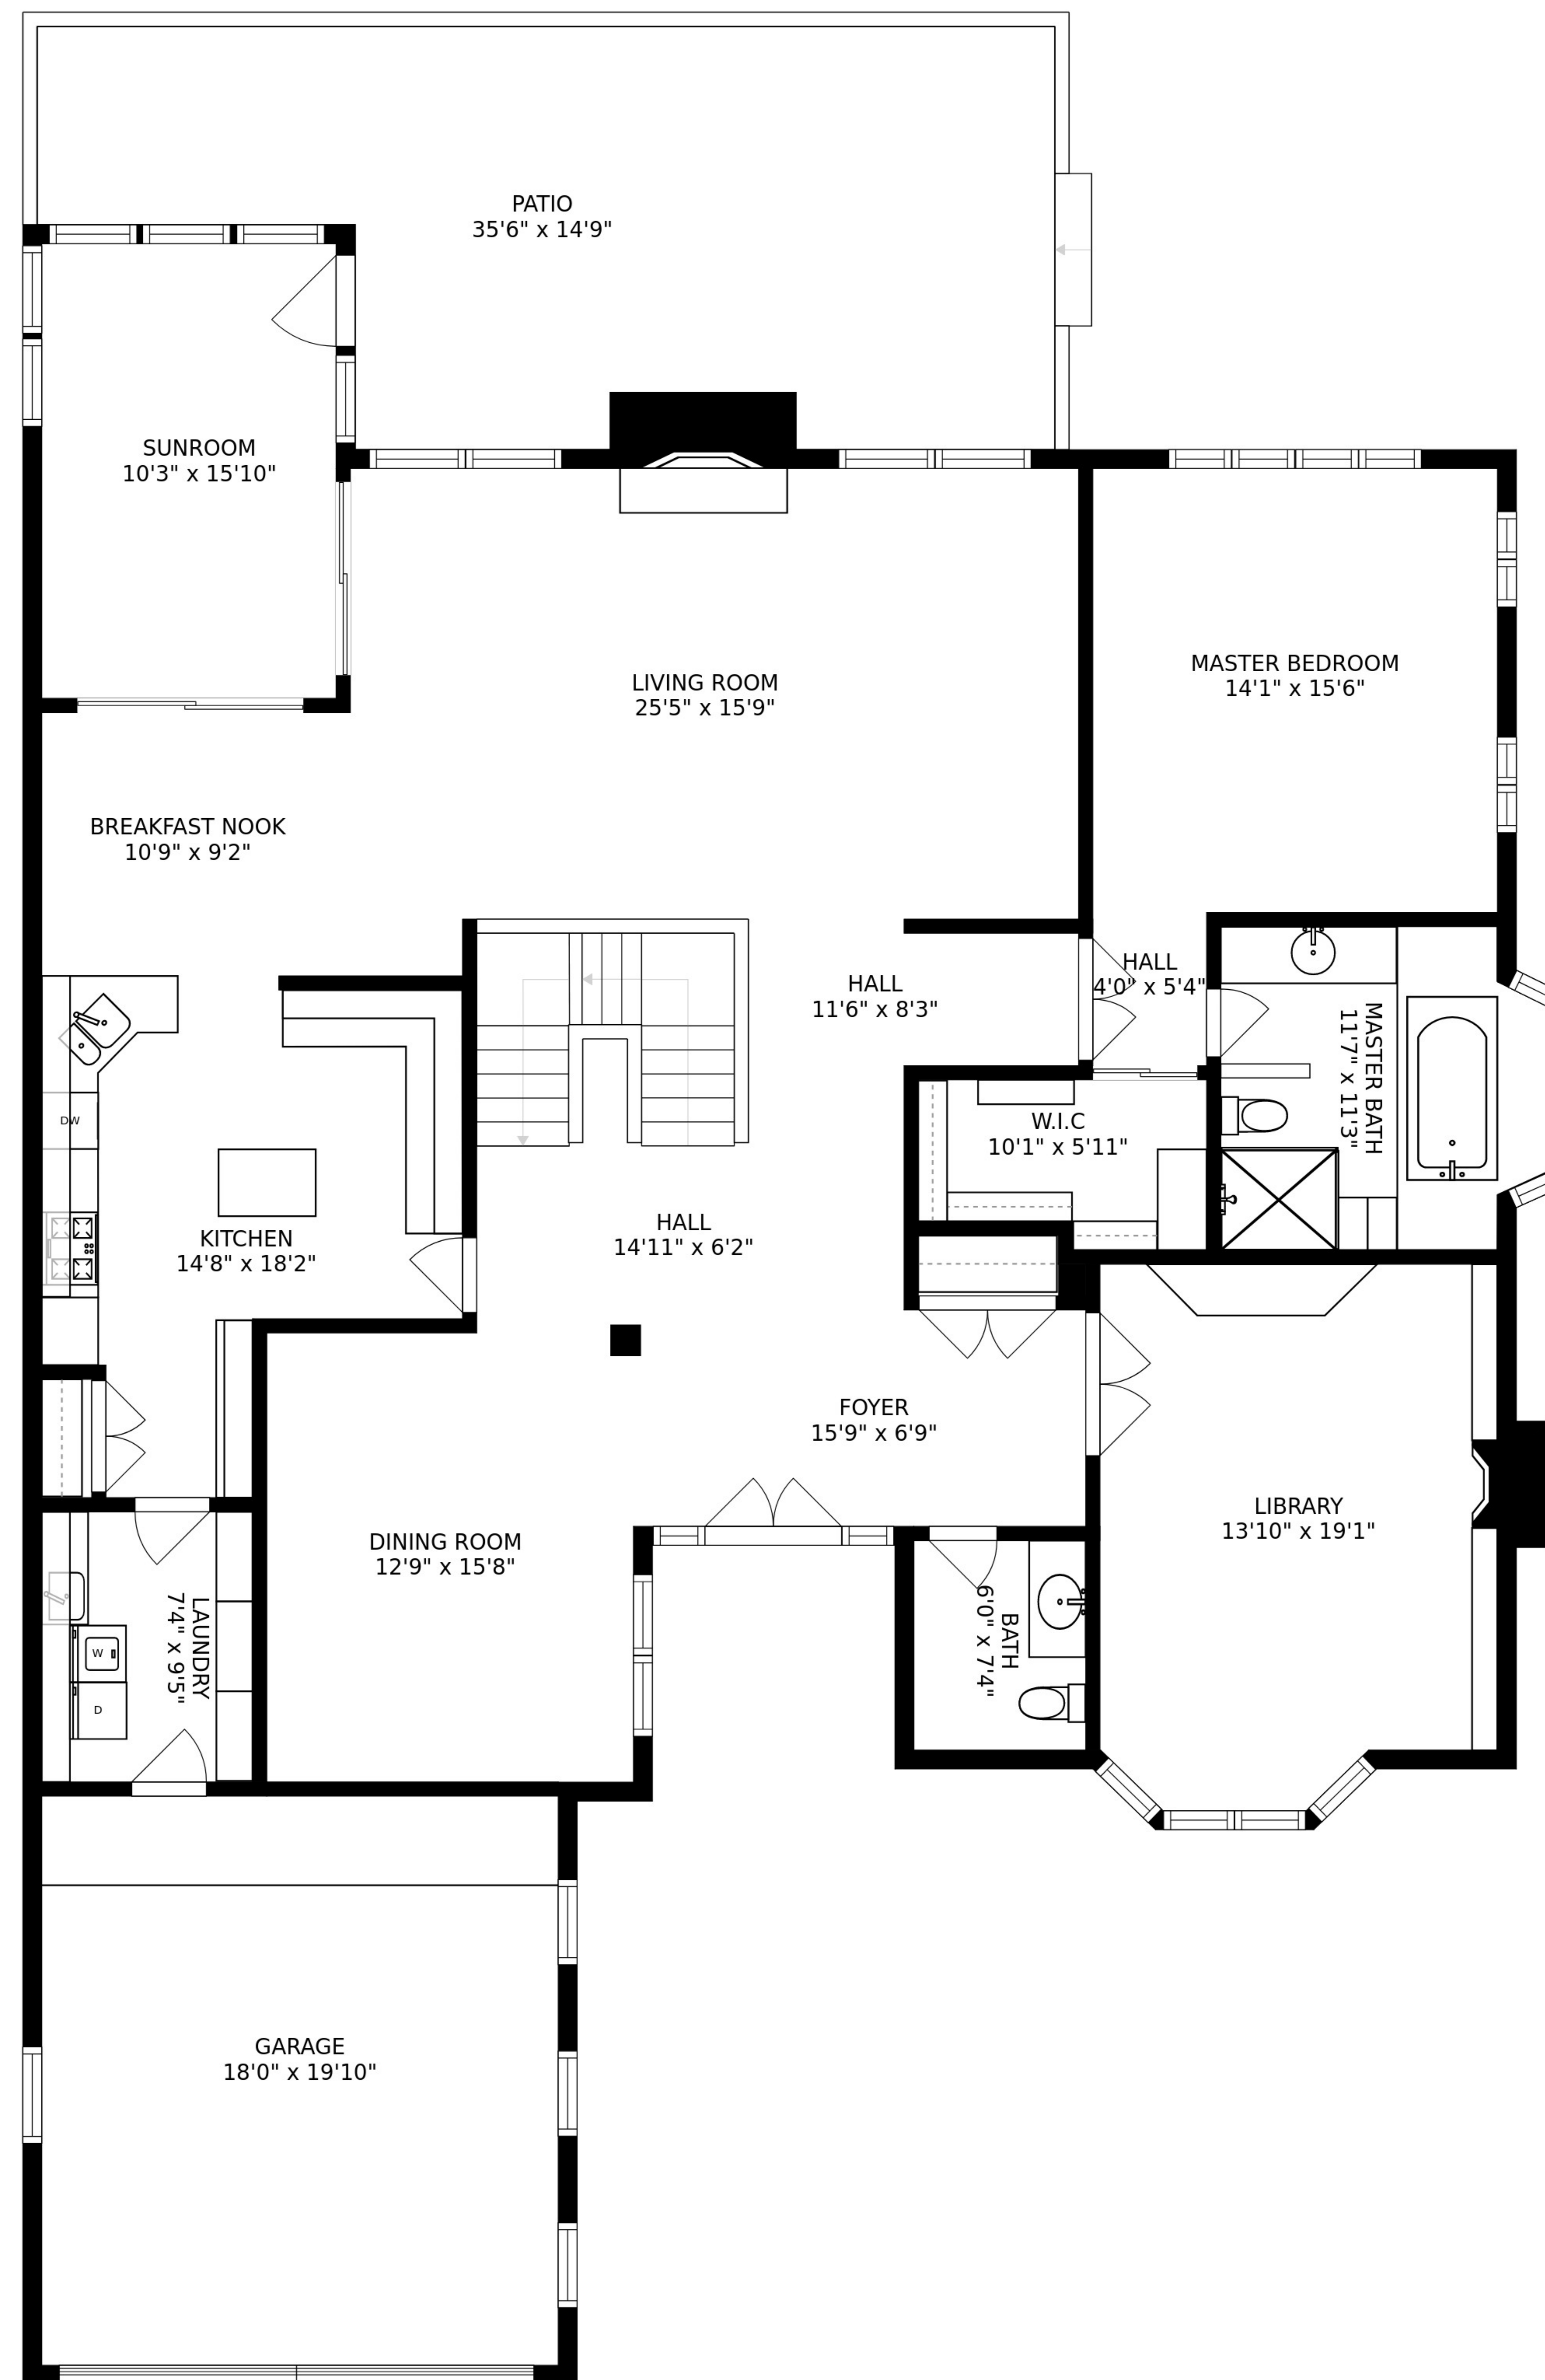 PATIO
35'6" x 14'9"
SUNROOM
10'3" x 15'10"
LIVING ROOM
25'5" x 15'9"
MASTER BEDROOM
14'1" x 15'6"
BREAKFAST NOOK
10'9" x 9'2"
HALL
11'6" x 8'3"
HALL
4'0" x 5'4"
MASTER BATH
11'7" x 11'3"
DW
W.I.C
10'1" x 5'11"
KITCHEN
14'8" x 18'2"
HALL
14'11" x 6'2"
FOYER
15'9" x 6'9"
LIBRARY
13'10" x 19'1"
DINING ROOM
12'9" x 15'8"
LAUNDRY
7'4" x 9'5"
W
D
BATH
6'0" x 7'4"
GARAGE
18'0" x 19'10"